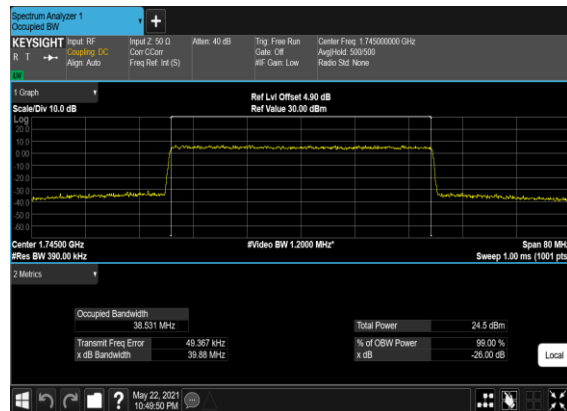 Spectrum Analyzer 1
Occupied BW
+
KEYSIGHT Input: RF Input Z: 50 Ω Atten: 40 dB Trig: Free Run Center Freq: 1.745000000 GHz
R T Coupling: DC Corr CCorr Gate: Off Avg|Hold: 500/500
Align: Auto Freq Ref: Int (S) #IF Gain: Low Radio Std: None
1 Graph
Ref Lvl Offset 4.90 dB
Scale/Div 10.0 dB Ref Value 30.00 dBm
Log
20.0
10.0
0.00
-10.0
-20.0
-30.0
-40.0
-50.0
-60.0
Center 1.74500 GHz #Video BW 1.2000 MHz* Span 80 MHz
#Res BW 390.00 kHz Sweep 1.00 ms (1001 pts)
2 Metrics
Occupied Bandwidth
38.531 MHz Total Power 24.5 dBm
Transmit Freq Error 49.367 kHz % of OBW Power 99.00 %
x dB Bandwidth 39.88 MHz x dB -26.00 dB
Local
? May 22, 2021
10:49:50 PM